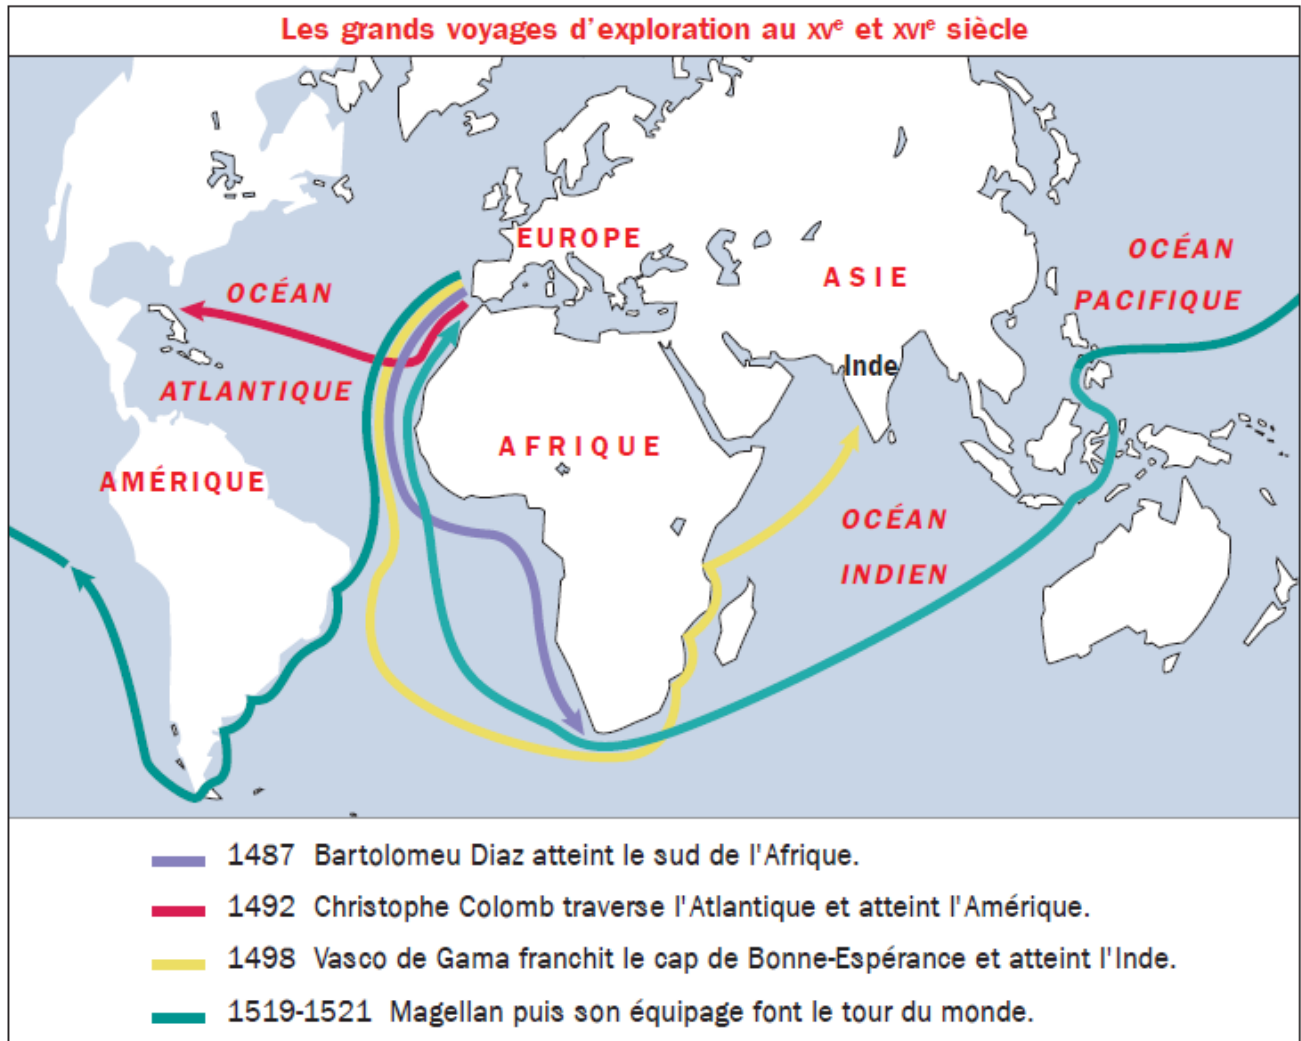 Les grands voyages d'exploration au XVe et XVIe siècle
EUROPE
OCÉAN
PACIFIQUE
ASIE
OCÉAN
ATLANTIQUE
Inde
AFRIQUE
AMÉRIQUE
OCÉAN
INDIEN
1487 Bartolomeu Diaz atteint le sud de l'Afrique.
1492 Christophe Colomb traverse l'Atlantique et atteint l'Amérique.
1498 Vasco de Gama franchit le cap de Bonne-Espérance et atteint l'Inde.
1519-1521 Magellan puis son équipage font le tour du monde.